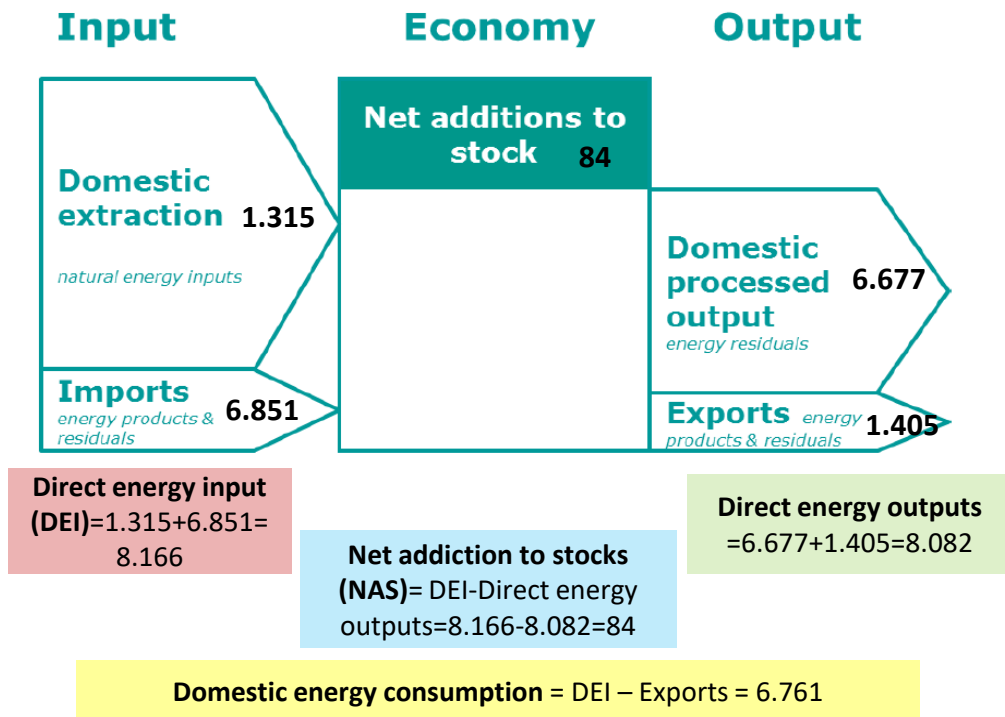 Input
Economy
Output
Net additions to
stock 84
Domestic
extraction 1.315
natural energy inputs
Domestic
processed 6.677
output
energy residuals
Imports
energy products & 6.851
residuals
Exports energy 1.405
products & residuals
Direct energy input
(DEI)=1.315+6.851=
8.166
Direct energy outputs
=6.677+1.405=8.082
Net addiction to stocks
(NAS)= DEI-Direct energy
outputs=8.166-8.082=84
Domestic energy consumption = DEI – Exports = 6.761